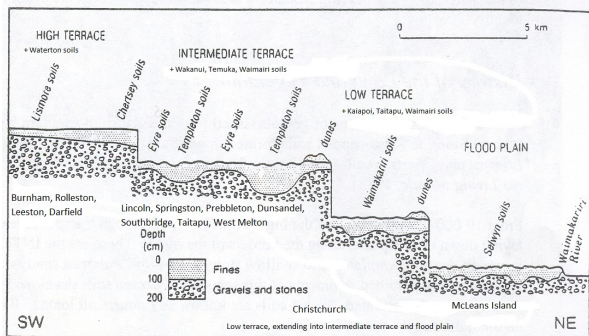 0 5 km
HIGH TERRACE
+ Waterton soils
INTERMEDIATE TERRACE
+ Wakanui, Temuka, Waimairi soils
LOW TERRACE
+ Kaiapoi, Taitapu, Waimairi soils
FLOOD PLAIN
Lismore soils
Chertsey soils
Eyre soils
Templeton soils
Eyre soils
Templeton soils
dunes
Waimakariri soils
dunes
Selwyn soils
Waimakariri
River
Burnham, Rolleston,
Leeston, Darfield
Lincoln, Springston, Prebbleton, Dunsandel,
Southbridge, Taitapu, West Melton
Depth
(cm)
0
100
200
Fines
Gravels and stones
Christchurch
McLeans Island
SW
Low terrace, extending into intermediate terrace and flood plain
NE